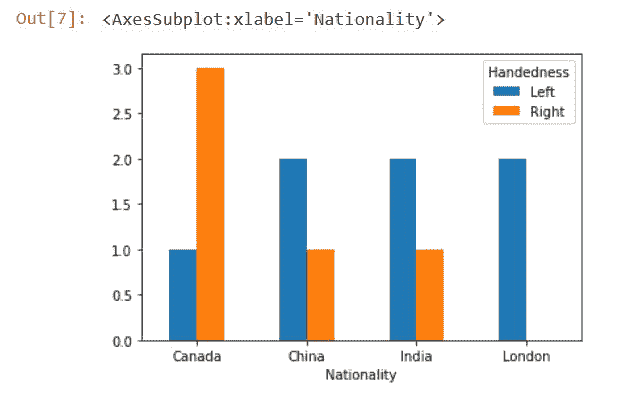 Out[7]: <AxesSubplot:xlabel='Nationality'>
3.0
2.5
2.0
1.5
1.0
0.5
0.0
Handedness
Left
Right
Canada China India London
Nationality